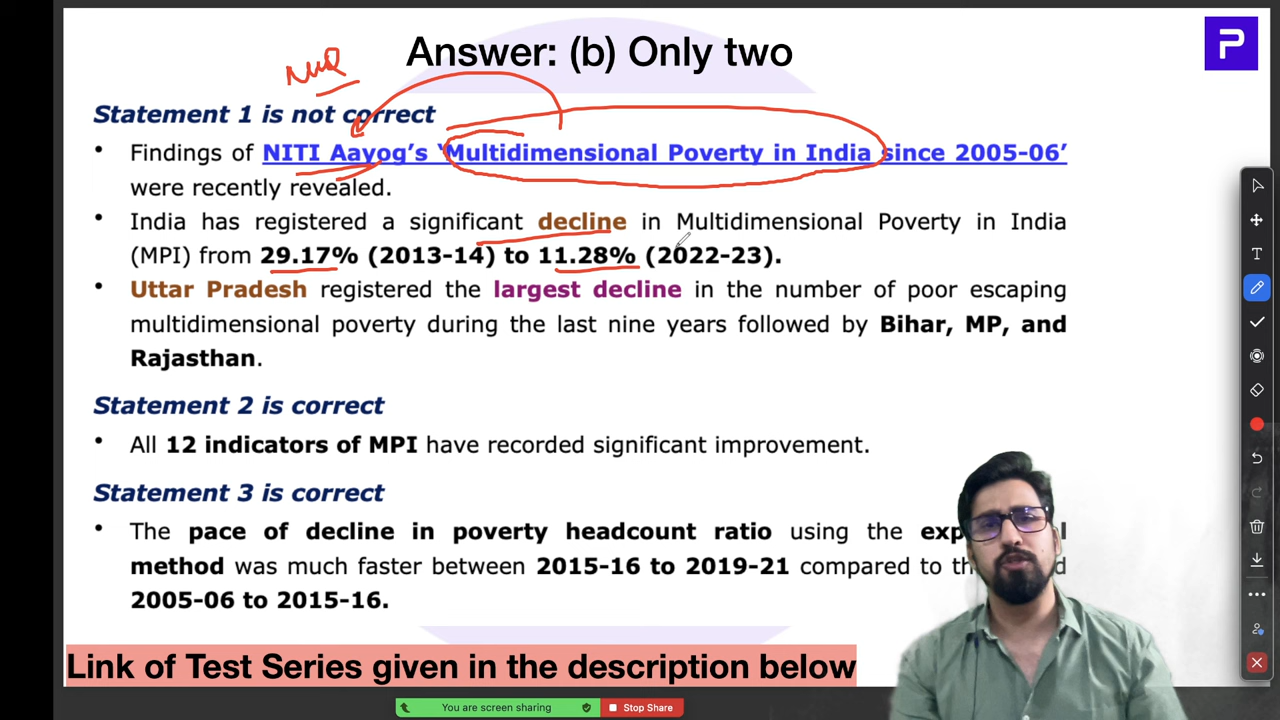 Answer: (b) Only two
P
Statement 1 is not correct
• Findings of NITI Aayog’s ‘Multidimensional Poverty in India since 2005-06’
were recently revealed.
• India has registered a significant decline in Multidimensional Poverty in India
(MPI) from 29.17% (2013-14) to 11.28% (2022-23).
• Uttar Pradesh registered the largest decline in the number of poor escaping
multidimensional poverty during the last nine years followed by Bihar, MP, and
Rajasthan.
Statement 2 is correct
• All 12 indicators of MPI have recorded significant improvement.
Statement 3 is correct
• The pace of decline in poverty headcount ratio using the
method was much faster between 2015-16 to 2019-21 compared to
2005-06 to 2015-16.
Link of Test Series given in the description below
You are screen sharing
Stop Share